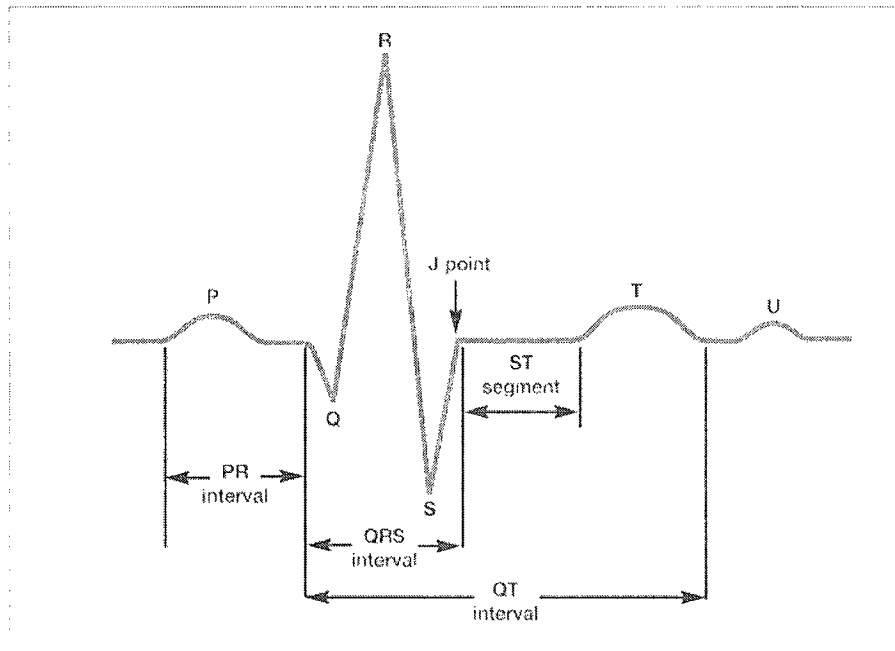 R
J point
P
T
U
ST
segment
Q
PR
interval
S
QRS
interval
QT
interval